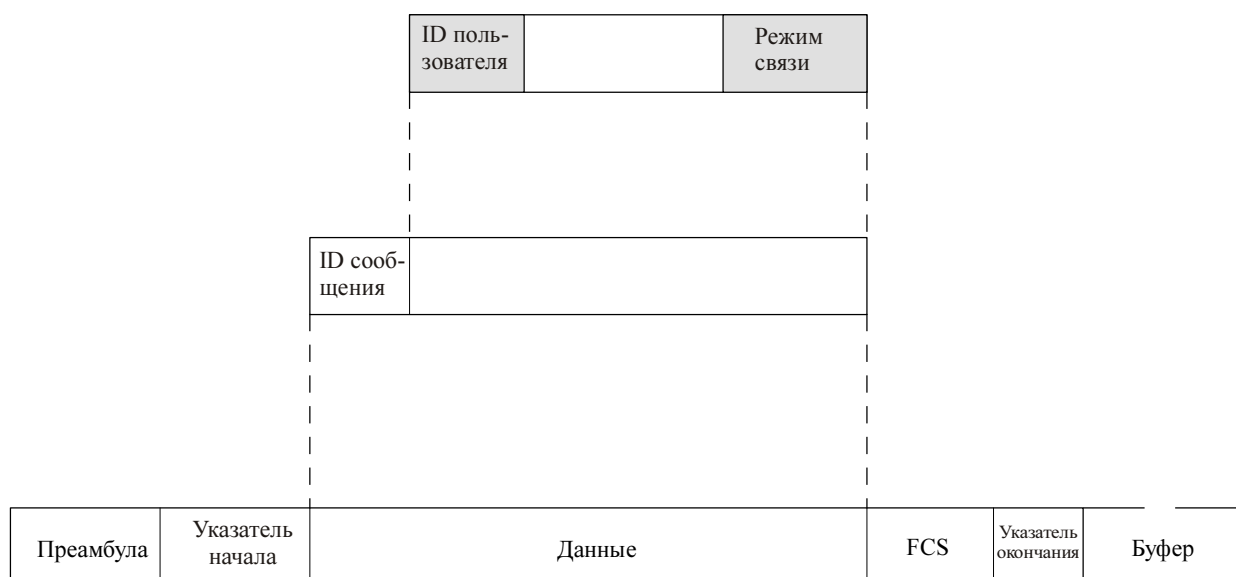 ID поль-
зователя
Режим
связи
ID сооб-
щения
Преамбула
Указатель
начала
Данные
FCS
Указатель
окончания
Буфер